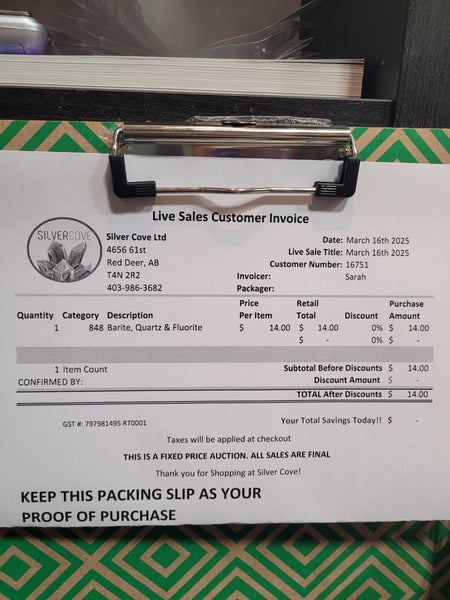 Live Sales Customer Invoice
SILVERCOVE
Silver Cove Ltd
4656 61st
Red Deer, AB
T4N 2R2
403-986-3682
Date: March 16th 2025
Live Sale Title: March 16th 2025
Customer Number: 16751
Invoicer: Sarah
Packager:
Quantity Category Description Price Per Item Retail Total Discount Purchase Amount
1 848 Barite, Quartz & Fluorite $ 14.00 $ 14.00 0% $ 14.00
$ - 0% $ -
1 Item Count Subtotal Before Discounts $ 14.00
CONFIRMED BY: Discount Amount $ -
TOTAL After Discounts $ 14.00
GST #: 797981495 RT0001 Your Total Savings Today!! $ -
Taxes will be applied at checkout
THIS IS A FIXED PRICE AUCTION. ALL SALES ARE FINAL
Thank you for Shopping at Silver Cove!
KEEP THIS PACKING SLIP AS YOUR
PROOF OF PURCHASE